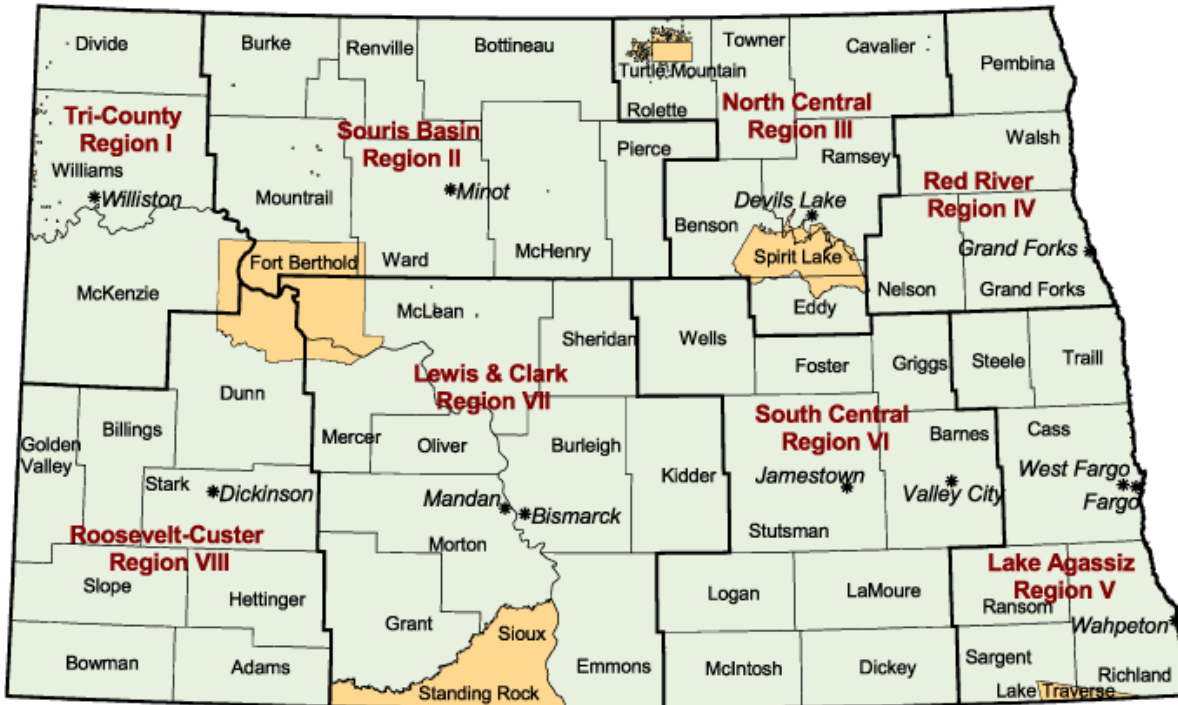 Divide
Burke
Renville
Bottineau
Towner
Cavalier
Pembina
Turtle Mountain
Rolette
Tri-County
Region I
Souris Basin
Region II
North Central
Region III
Walsh
Pierce
Ramsey
Williams
Williston
Mountrail
Minot
Red River
Region IV
Devils Lake
Benson
McHenry
Grand Forks
Fort Berthold
Ward
Spirit Lake
McKenzie
Nelson
Grand Forks
McLean
Eddy
Sheridan
Wells
Foster
Griggs
Steele
Traill
Dunn
Lewis & Clark
Region VII
South Central
Region VI
Billings
Golden
Valley
Mercer
Oliver
Burleigh
Barnes
Cass
Kidder
Stark
Dickinson
Mandan
Bismarck
Jamestown
Valley City
West Fargo
Fargo
Stutsman
Roosevelt-Custer
Region VIII
Morton
Lake Agassiz
Region V
Slope
Hettinger
Logan
LaMoure
Ransom
Grant
Sioux
Wahpeton
Bowman
Adams
Emmons
McIntosh
Dickey
Sargent
Richland
Standing Rock
Lake Traverse